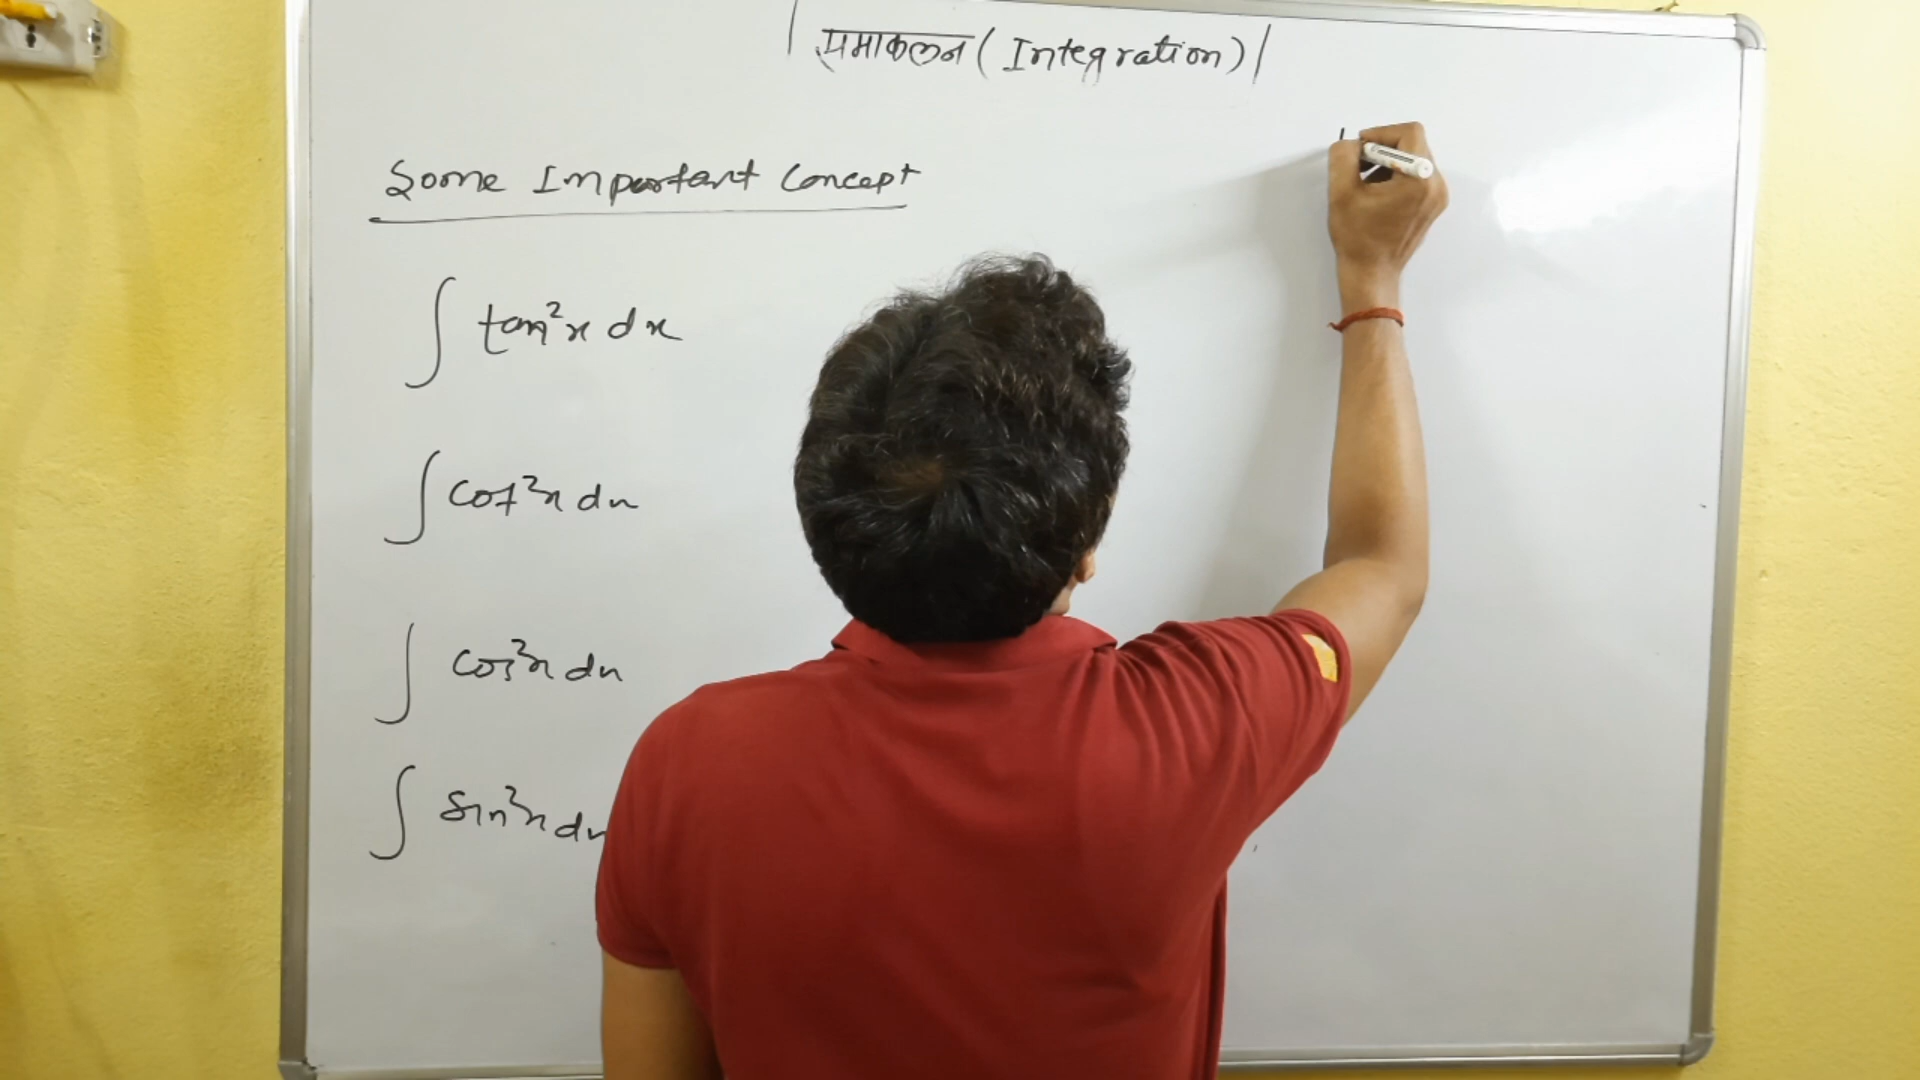 समाकलन (Integration)
Some Important Concept
∫ tan²x dx
∫ cot²x dx
∫ cos²x dx
∫ sin²x dx